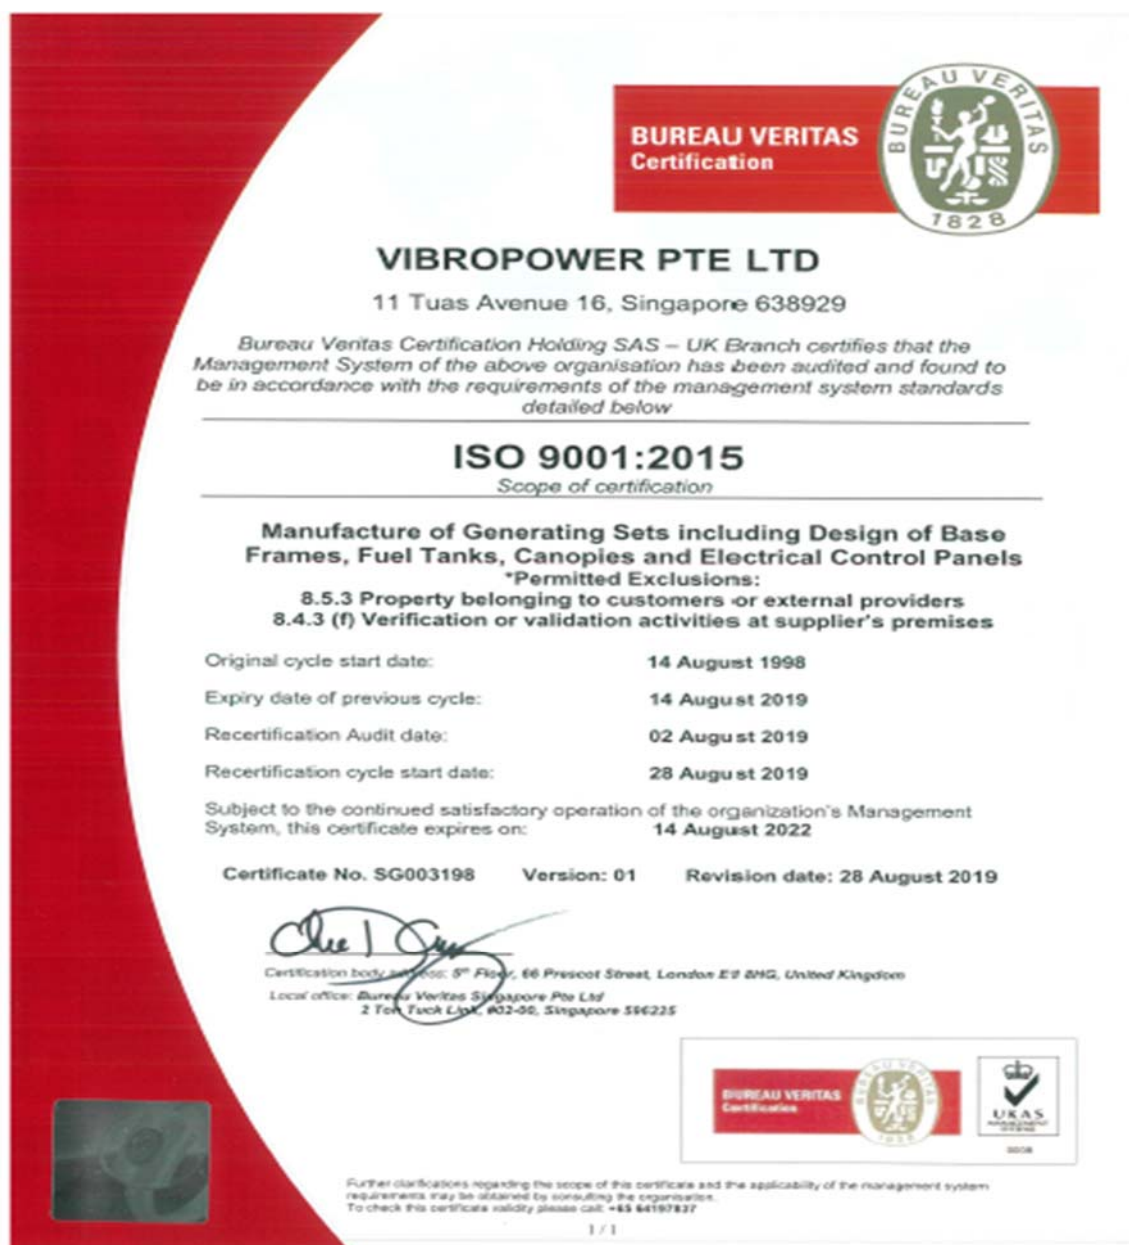 BUREAU VERITAS
Certification
BUREAU VERITAS
1828
VIBROPOWER PTE LTD
11 Tuas Avenue 16, Singapore 638929
Bureau Veritas Certification Holding SAS – UK Branch certifies that the
Management System of the above organisation has been audited and found to
be in accordance with the requirements of the management system standards
detailed below
ISO 9001:2015
Scope of certification
Manufacture of Generating Sets including Design of Base
Frames, Fuel Tanks, Canopies and Electrical Control Panels
*Permitted Exclusions:
8.5.3 Property belonging to customers or external providers
8.4.3 (f) Verification or validation activities at supplier's premises
Original cycle start date: 14 August 1998
Expiry date of previous cycle: 14 August 2019
Recertification Audit date: 02 August 2019
Recertification cycle start date: 28 August 2019
Subject to the continued satisfactory operation of the organization's Management
System, this certificate expires on: 14 August 2022
Certificate No. SG003198 Version: 01 Revision date: 28 August 2019
Certification body address: 5th Floor, 66 Prescot Street, London E1 8HG, United Kingdom
Local office: Bureau Veritas Singapore Pte Ltd
2 Toh Tuck Link, #02-00, Singapore 596225
BUREAU VERITAS
Certification
BUREAU VERITAS
1828
UKAS
MANAGEMENT
SYSTEMS
0008
Further clarifications regarding the scope of this certificate and the applicability of the management system
requirements may be obtained by consulting the organisation.
To check this certificate validity please call: +65 64197837
1 / 1